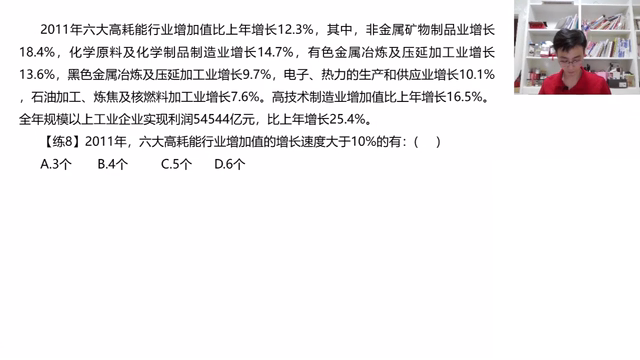 2011年六大高耗能行业增加值比上年增长12.3%，其中，非金属矿物制品业增长
18.4%，化学原料及化学制品制造业增长14.7%，有色金属冶炼及压延加工业增长
13.6%，黑色金属冶炼及压延加工业增长9.7%，电子、热力的生产和供应业增长10.1%
，石油加工、炼焦及核燃料加工业增长7.6%。高技术制造业增加值比上年增长16.5%。
全年规模以上工业企业实现利润54544亿元，比上年增长25.4%。
【练8】2011年，六大高耗能行业增加值的增长速度大于10%的有：( )
A.3个 B.4个 C.5个 D.6个